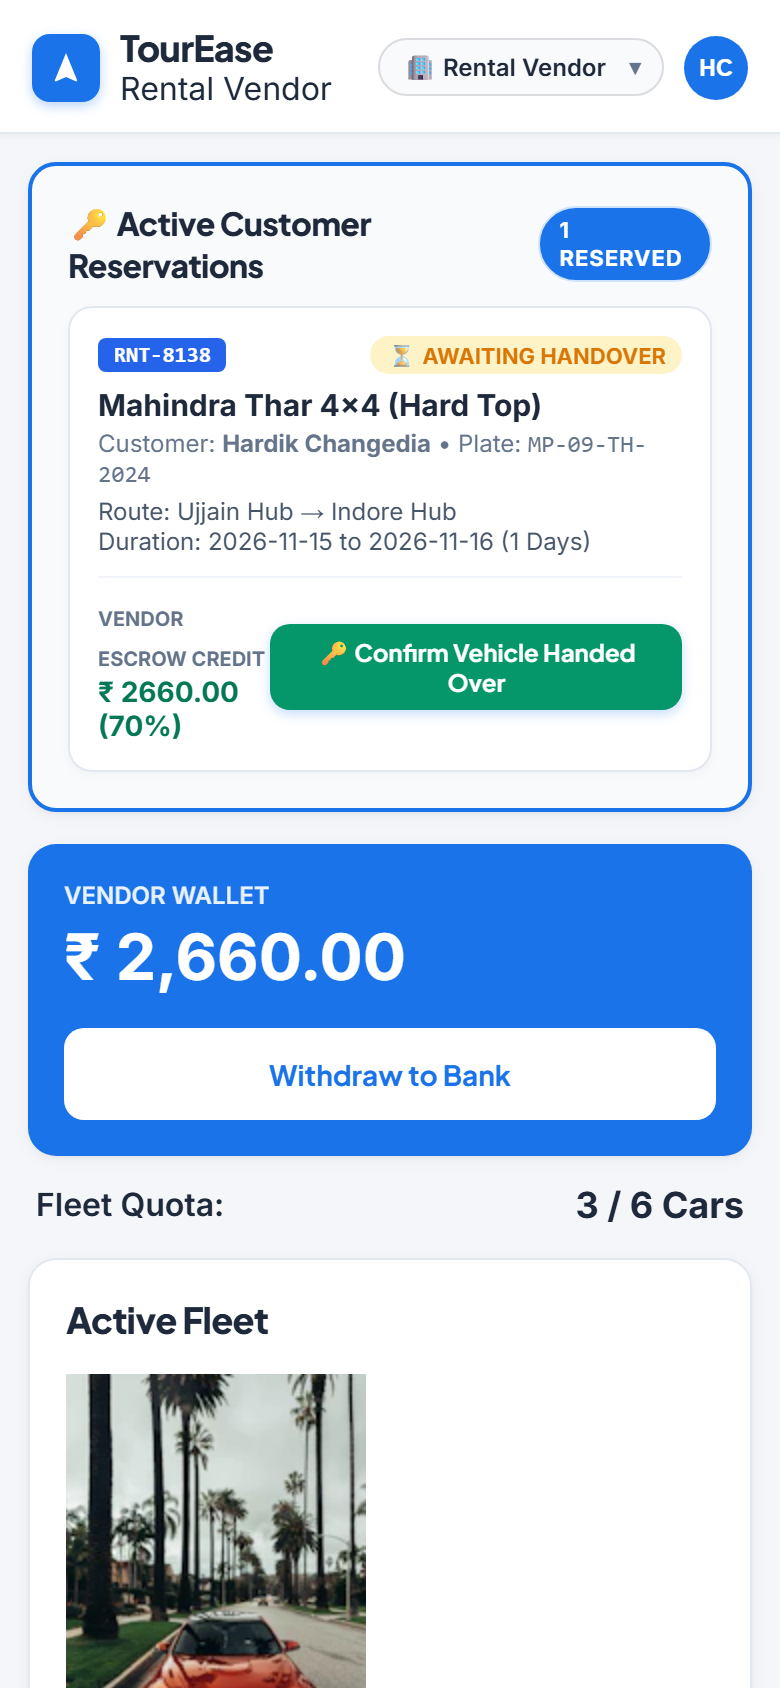 TourEase
Rental Vendor
🏢 Rental Vendor ▼
HC
🔑 Active Customer
Reservations
1
RESERVED
RNT-8138
⏳ AWAITING HANDOVER
Mahindra Thar 4×4 (Hard Top)
Customer: Hardik Changedia • Plate: MP-09-TH-
2024
Route: Ujjain Hub → Indore Hub
Duration: 2026-11-15 to 2026-11-16 (1 Days)
VENDOR
ESCROW CREDIT
₹ 2660.00
(70%)
🔑 Confirm Vehicle Handed
Over
VENDOR WALLET
₹ 2,660.00
Withdraw to Bank
Fleet Quota:
3 / 6 Cars
Active Fleet